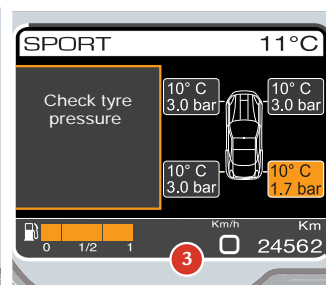 SPORT 11°C
Check tyre
pressure
10° C
3.0 bar
10° C
3.0 bar
10° C
3.0 bar
10° C
1.7 bar
0 1/2 1
Km/h
0
Km
24562
3